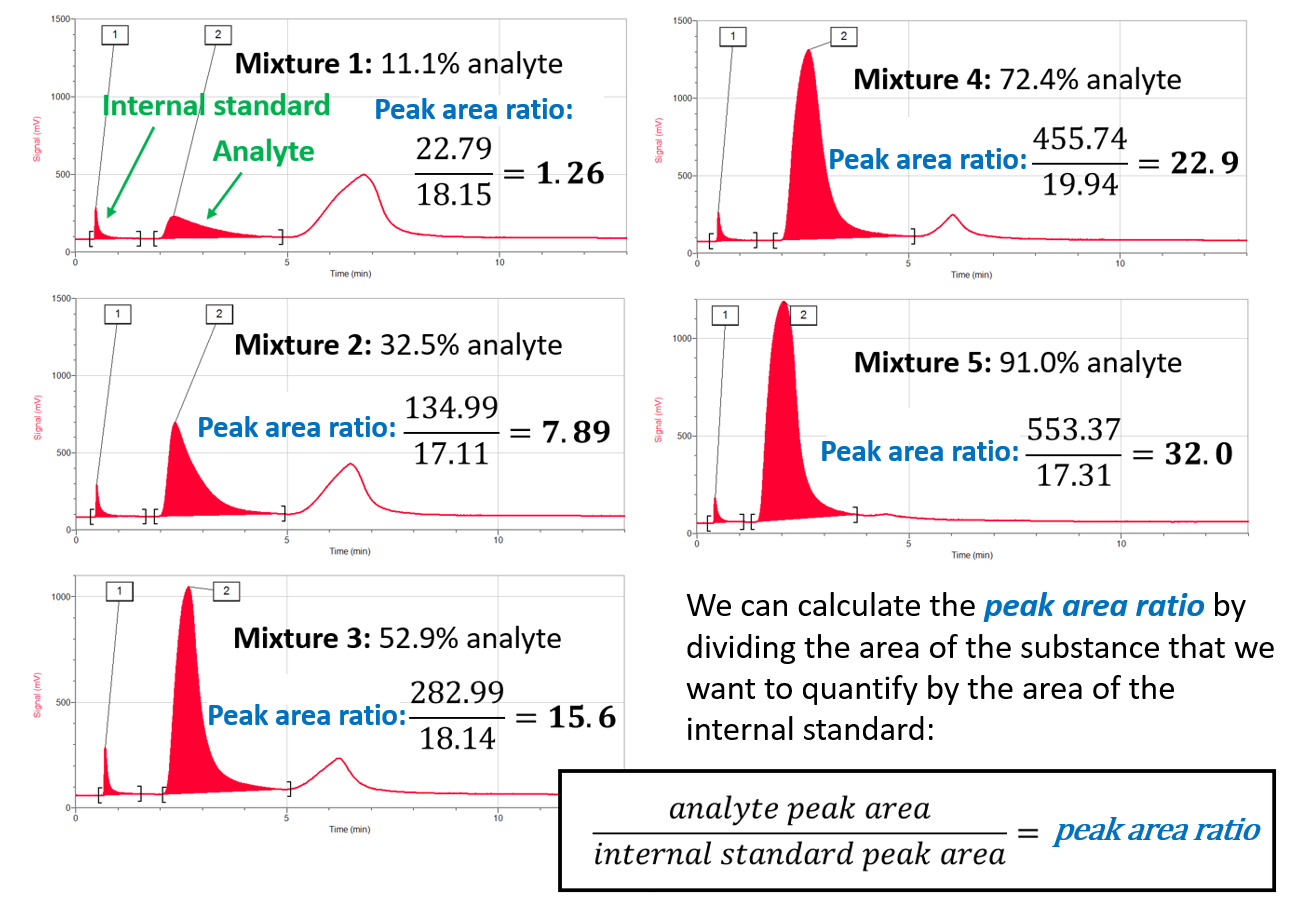 1500
1
2
Mixture 1: 11.1% analyte
1000
Internal standard
Peak area ratio:
Analyte
22.79
18.15
= 1.26
Signal (mV)
500
0
0
5
10
Time (min)
1500
1
2
Mixture 2: 32.5% analyte
1000
Peak area ratio:
134.99
17.11
= 7.89
Signal (mV)
500
0
0
5
10
Time (min)
1
2
1000
Mixture 3: 52.9% analyte
Peak area ratio:
282.99
18.14
= 15.6
Signal (mV)
500
0
0
5
Time (min)
1500
1
2
Mixture 4: 72.4% analyte
1000
Peak area ratio:
455.74
19.94
= 22.9
Signal (mV)
500
0
0
5
10
Time (min)
1
2
1000
Mixture 5: 91.0% analyte
Peak area ratio:
553.37
17.31
= 32.0
Signal (mV)
500
0
0
5
10
Time (min)
We can calculate the peak area ratio by
dividing the area of the substance that we
want to quantify by the area of the
internal standard:
analyte peak area
internal standard peak area
= peak area ratio